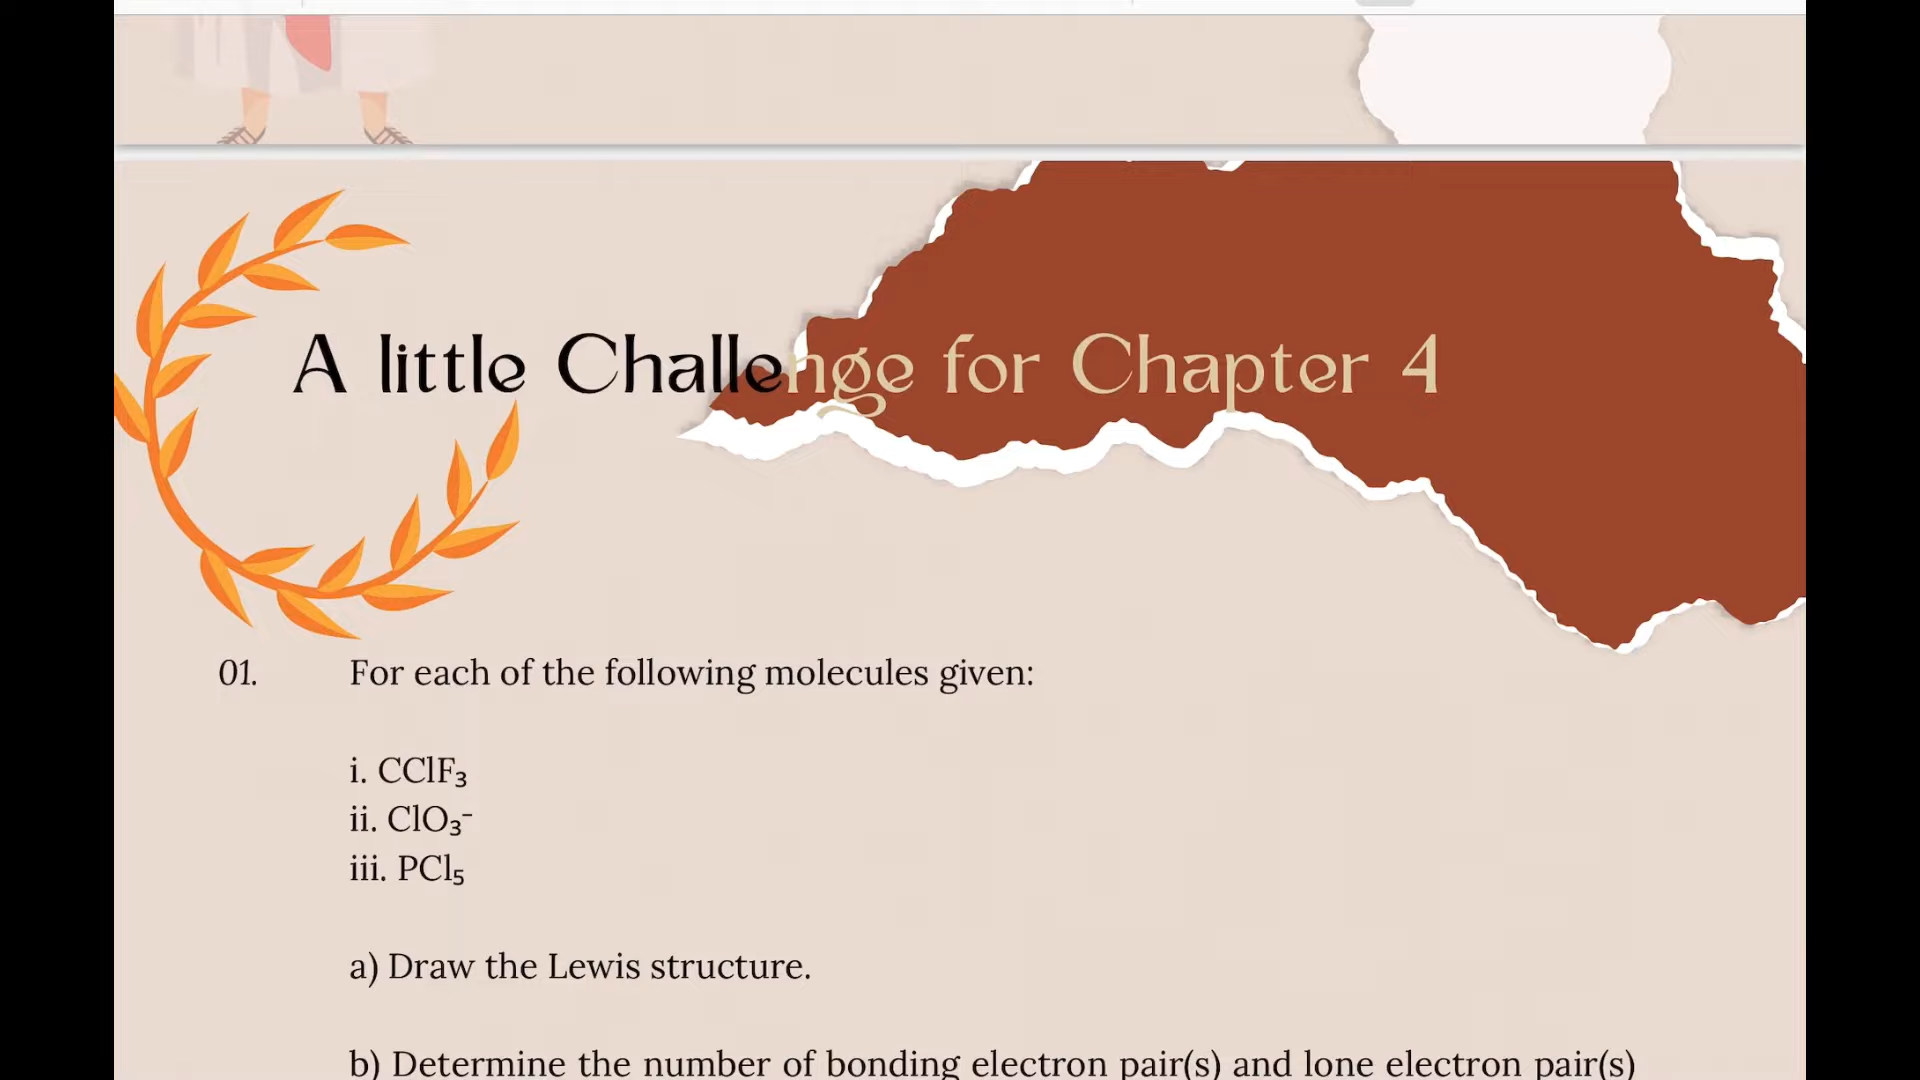 A little Challenge for Chapter 4
01. For each of the following molecules given:
i. CClF₃
ii. ClO₃⁻
iii. PCl₅
a) Draw the Lewis structure.
b) Determine the number of bonding electron pair(s) and lone electron pair(s)